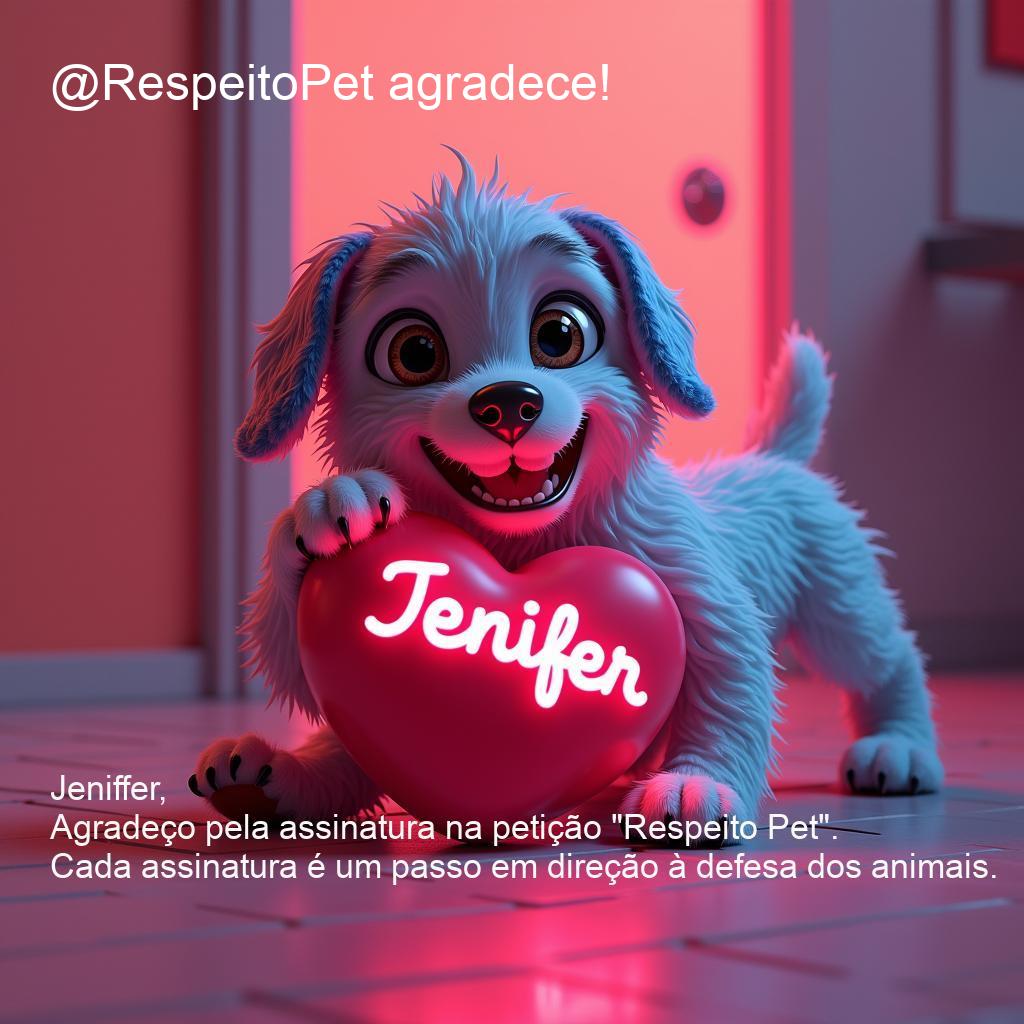 @RespeitoPet agradece!
Jenifer
Jeniffer,
Agradeço pela assinatura na petição "Respeito Pet".
Cada assinatura é um passo em direção à defesa dos animais.